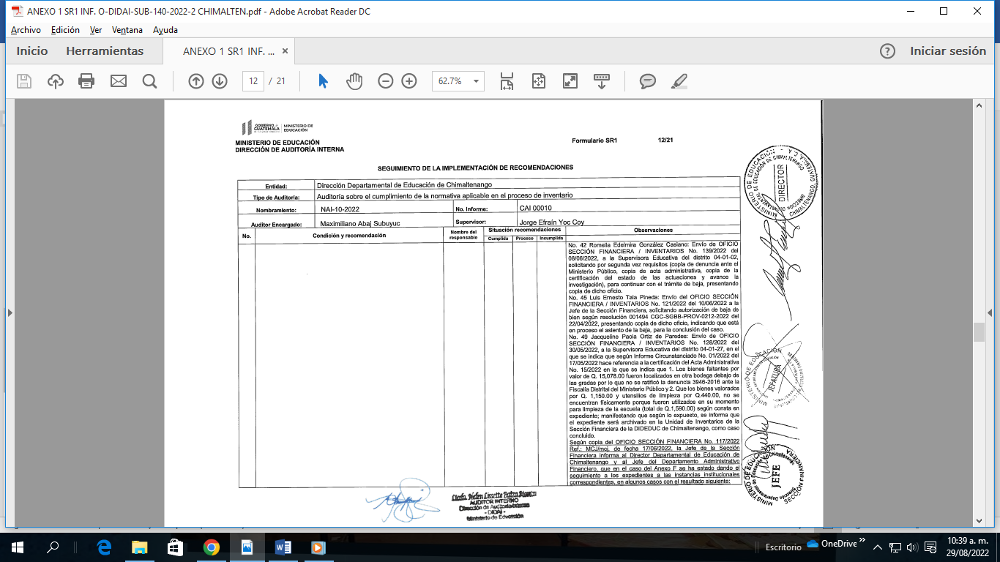 ANEXO 1 SR1 INF. O-DIDAI-SUB-140-2022-2 CHIMALTEN.pdf - Adobe Acrobat Reader DC
Archivo Edición Ver Ventana Ayuda
Inicio Herramientas ANEXO 1 SR1 INF. ... × Iniciar sesión
12 / 21 62.7%
GOBIERNO de GUATEMALA MINISTERIO DE EDUCACIÓN
MINISTERIO DE EDUCACIÓN Formulario SR1 12/21
DIRECCIÓN DE AUDITORÍA INTERNA
SEGUIMIENTO DE LA IMPLEMENTACIÓN DE RECOMENDACIONES
Entidad: Dirección Departamental de Educación de Chimaltenango
Tipo de Auditoria: Auditoría sobre el cumplimiento de la normativa aplicable en el proceso de inventario
Nombramiento: NAI-10-2022 No. Informe: CAI 00010
Auditor Encargado: Maximiliano Abaj Subuyuc Supervisor: Jorge Efraín Yoc Coy
No. Condición y recomendación Nombre del responsable Situación recomendaciones Observaciones
Cumplida Proceso Incumplida
No. 42 Romelia Edelmira González Casiano: Envío de OFICIO
SECCIÓN FINANCIERA / INVENTARIOS No. 139/2022 del
08/06/2022, a la Supervisora Educativa del distrito 04-01-02,
solicitando por segunda vez requisitos (copia de denuncia ante el
Ministerio Público, copia de acta administrativa, copia de la
certificación del estado de las actuaciones y avance la
investigación), para continuar con el trámite de baja, presentando
copia de dicho oficio.
No. 45 Luis Ernesto Tala Pineda: Envío del OFICIO SECCIÓN
FINANCIERA / INVENTARIOS No. 121/2022 del 10/06/2022 a la
Jefe de la Sección Financiera, solicitando autorización de baja de
bien según resolución 001494 CGC-SGBB-PROV-0212-2022 del
22/04/2022, presentando copia de dicho oficio, indicando que está
en proceso el asiento de la baja, para la conclusión del caso.
No. 49 Jacqueline Paola Ortiz de Paredes: Envío de OFICIO
SECCIÓN FINANCIERA / INVENTARIOS No. 128/2022 del
30/05/2022, a la Supervisora Educativa del distrito 04-01-27, en el
que se indica que según Informe Circunstanciado No. 01/2022 del
17/05/2022 hace referencia a la certificación del Acta Administrativa
No. 15/2022 en la que se indica que 1. Los bienes faltantes por
valor de Q. 15,078.00 fueron localizados en otra bodega debajo de
las gradas por lo que no se ratificó la denuncia 3946-2016 ante la
Fiscalía Distrital del Ministerio Público y 2. Que los bienes valorados
por Q. 1,150.00 y utensilios de limpieza por Q.440.00, no se
encuentran físicamente porque fueron utilizados en su momento
para limpieza de la escuela (total de Q.1,590.00) según consta en
expediente; manifestando que según lo expuesto, se informa que
el expediente será archivado en la Unidad de Inventarios de la
Sección Financiera de la DIDEDUC de Chimaltenango, como caso
concluido.
Según copia del OFICIO SECCIÓN FINANCIERA No. 117/2022
Ref.: MCJ/mcj, de fecha 17/06/2022, la Jefe de la Sección
Financiera informa al Director Departamental de Educación de
Chimaltenango y al Jefe del Departamento Administrativo
Financiero, que en el caso del Anexo F se ha estado dando el
seguimiento a los expedientes a las instancias institucionales
correspondientes, en algunos casos con el resultado siguiente:
DIRECTOR
JEFATURA
JEFE
SECCIÓN FINANCIERA
AUDITOR INTERNO
Dirección de Auditoría Interna
- DIDAI -
Ministerio de Educación
Escritorio OneDrive 10:39 a. m.
29/08/2022